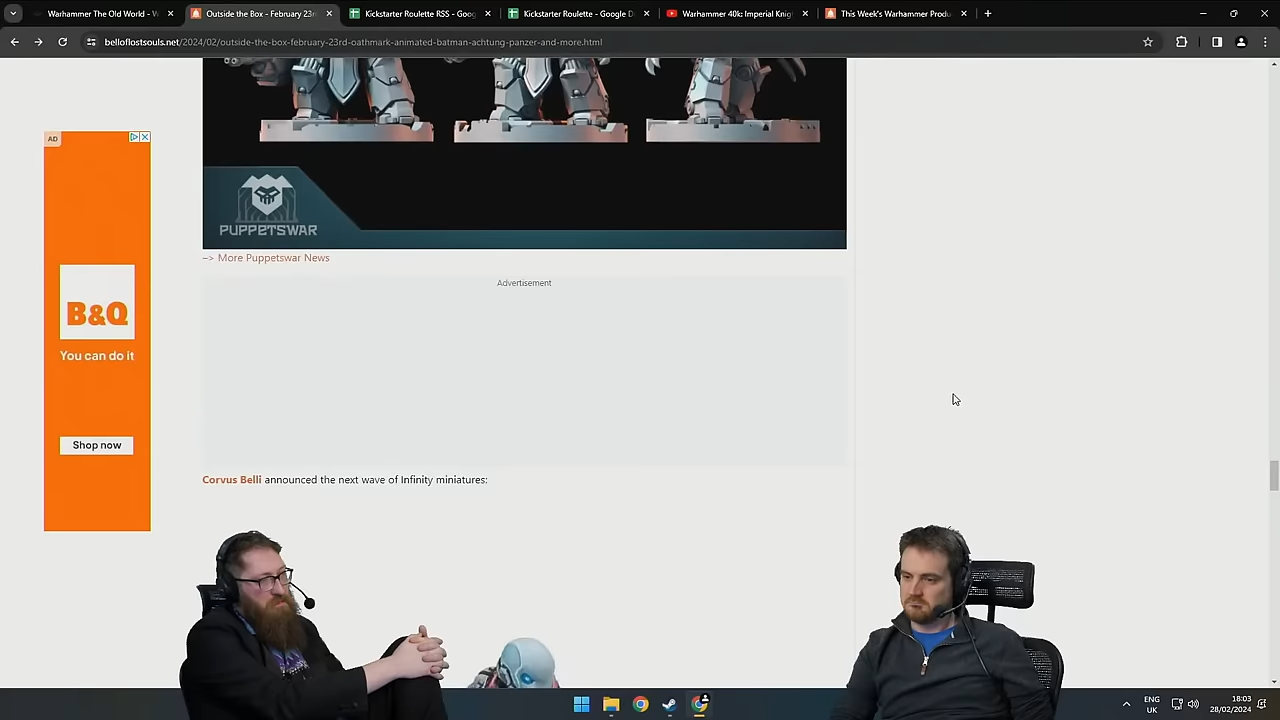 Warhammer The Old World - W
Outside the Box - February 23r
Kickstarter Roulette RSS - Goog
Kickstarter Roulette - Google D
Warhammer 40k: Imperial Knig
This Week's Warhammer Produ
belloflostsouls.net/2024/02/outside-the-box-february-23rd-oathmark-animated-batman-achtung-panzer-and-more.html
AD
B&Q
You can do it
Shop now
PUPPETSWAR
–> More Puppetswar News
Advertisement
Corvus Belli announced the next wave of Infinity miniatures:
ENG
UK
18:03
28/02/2024